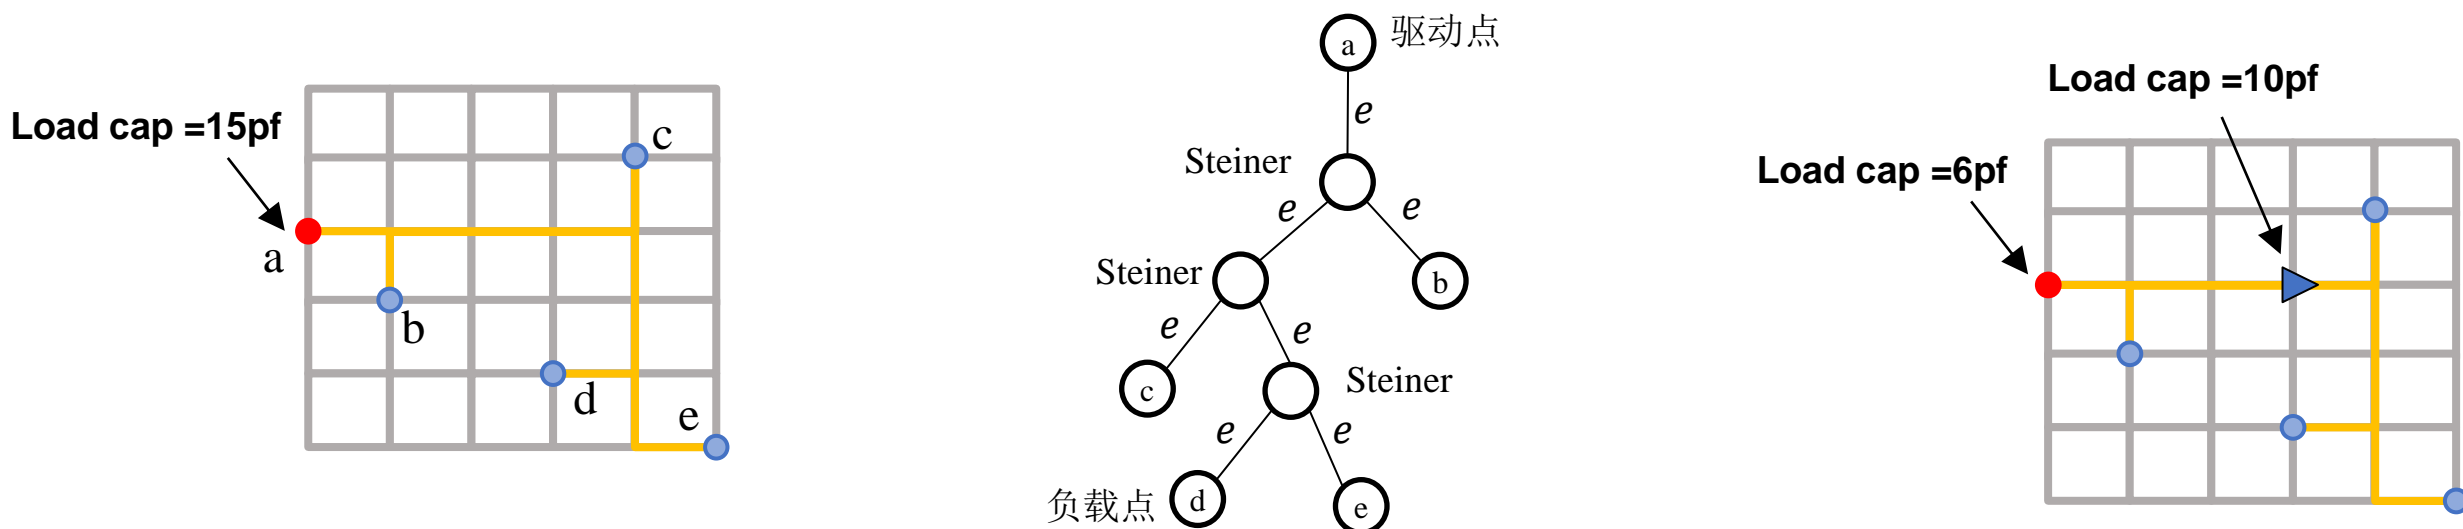 Load cap =15pf
a
b
c
d
e
a
驱动点
e
Steiner
e
e
Steiner
b
e
e
c
Steiner
e
e
负载点
d
e
Load cap =10pf
Load cap =6pf